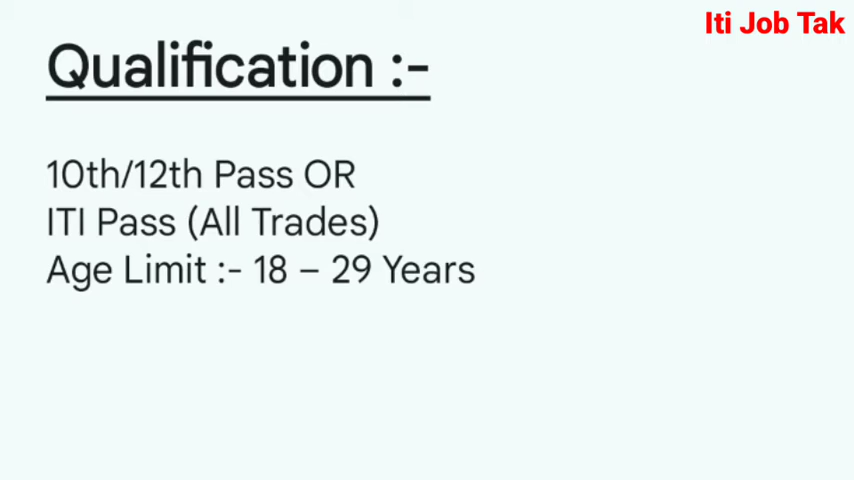 Iti Job Tak
Qualification :-
10th/12th Pass OR
ITI Pass (All Trades)
Age Limit :- 18 – 29 Years